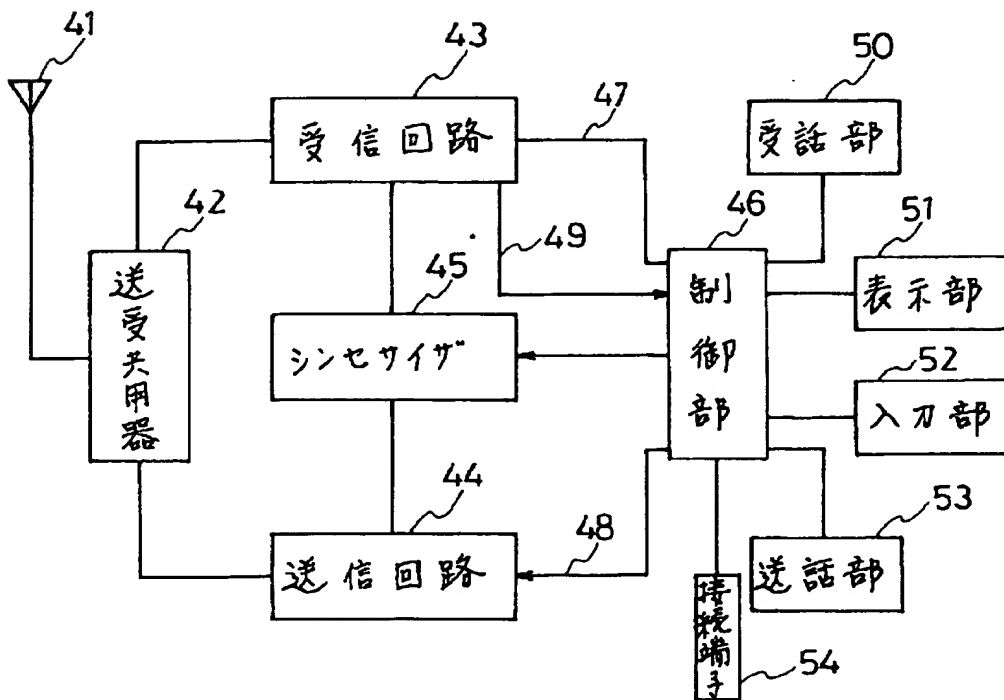 41
43
50
47
受信回路
受話部
42
46
51
49
45
送受共用器
制御部
表示部
シンセサイザ
52
入力部
44
48
53
送信回路
送話部
接続端子
54